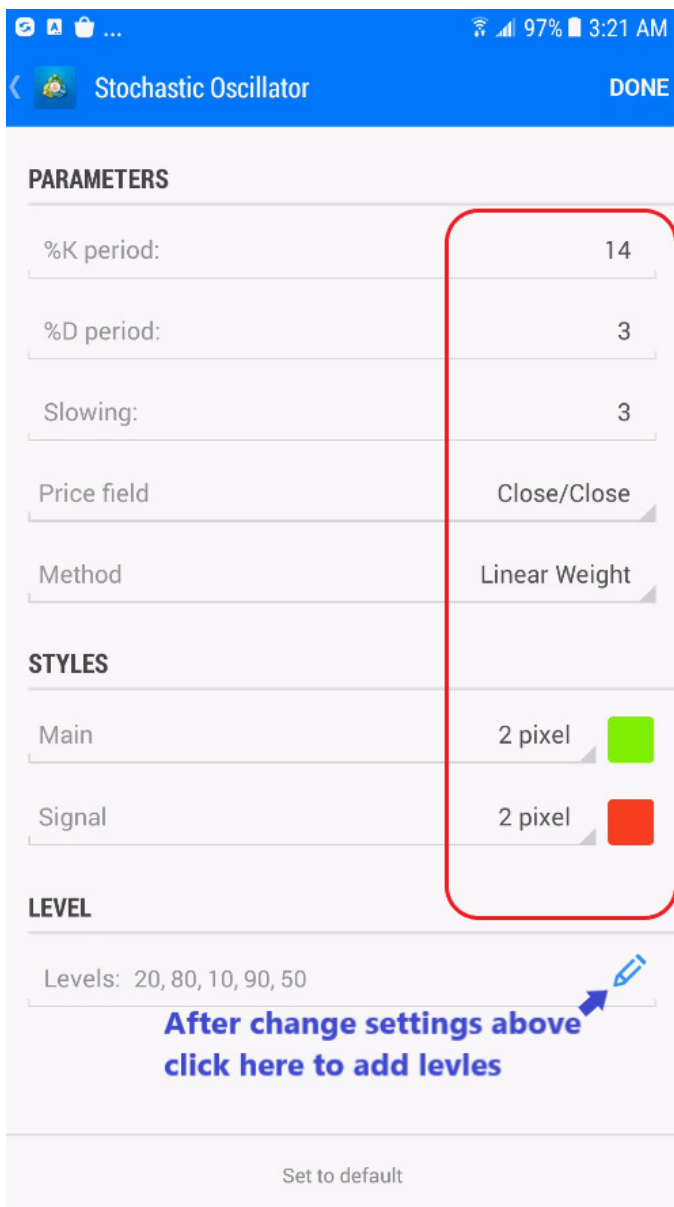 ... 97% 3:21 AM
Stochastic Oscillator DONE
PARAMETERS
%K period: 14
%D period: 3
Slowing: 3
Price field Close/Close
Method Linear Weight
STYLES
Main 2 pixel
Signal 2 pixel
LEVEL
Levels: 20, 80, 10, 90, 50
After change settings above
click here to add levles
Set to default